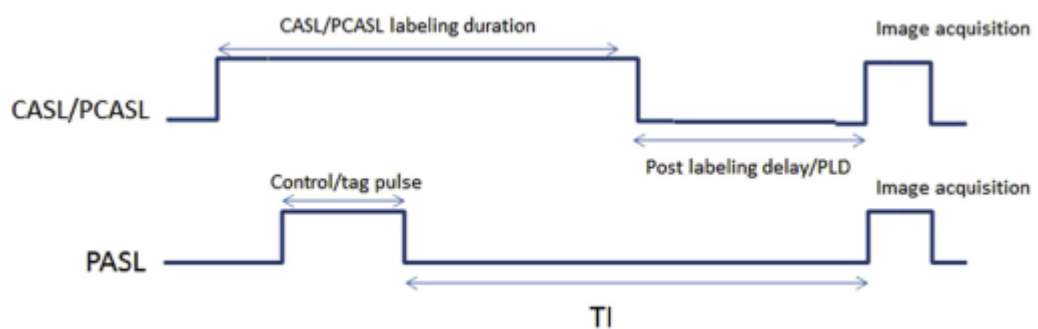 CASL/PCASL labeling duration
Image acquisition
CASL/PCASL
Post labeling delay/PLD
Control/tag pulse
Image acquisition
PASL
TI